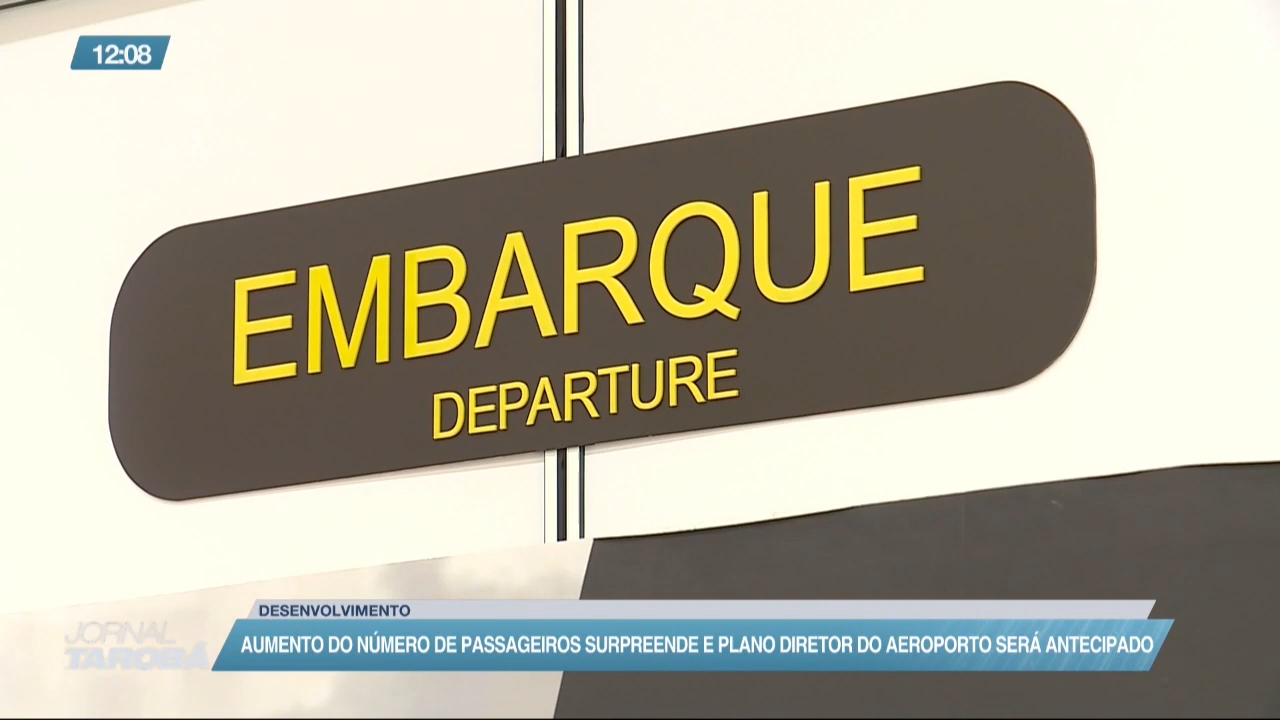 12:08
EMBARQUE
DEPARTURE
DESENVOLVIMENTO
AUMENTO DO NÚMERO DE PASSAGEIROS SURPREENDE E PLANO DIRETOR DO AEROPORTO SERÁ ANTECIPADO
JORNAL
TAROBÁ